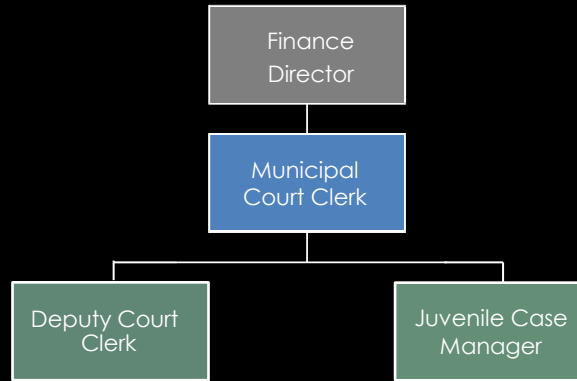 Finance
Director
Municipal
Court Clerk
Deputy Court
Clerk
Juvenile Case
Manager